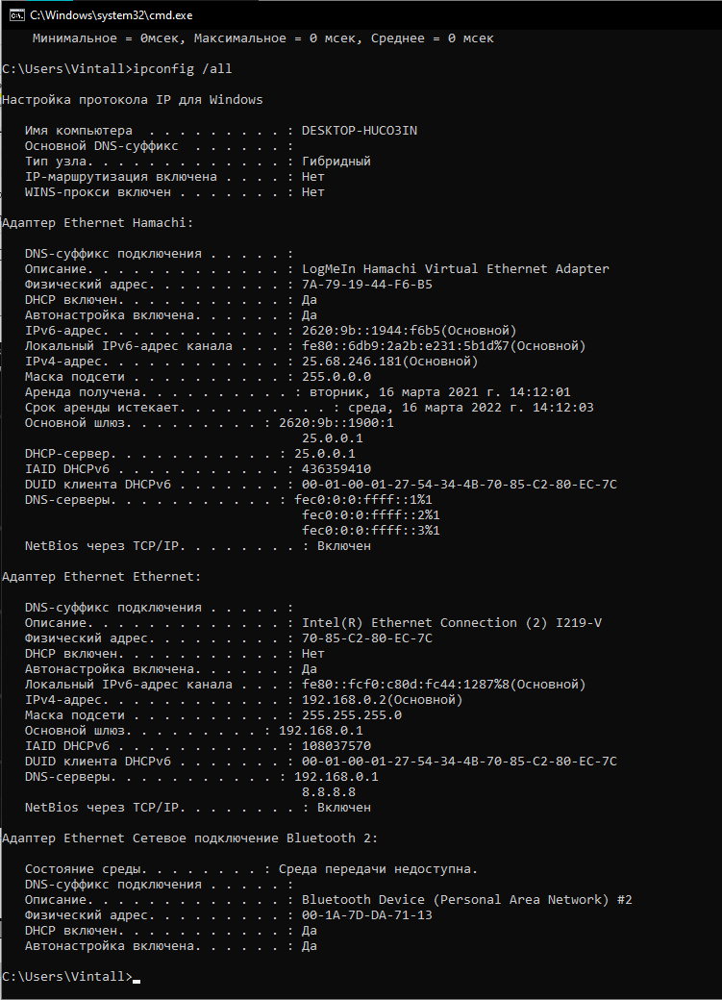 C:\Windows\system32\cmd.exe
Минимальное = 0мсек, Максимальное = 0 мсек, Среднее = 0 мсек
C:\Users\Vintall>ipconfig /all
Настройка протокола IP для Windows
Имя компьютера  . . . . . . . . . : DESKTOP-HUCO3IN
Основной DNS-суффикс  . . . . . . :
Тип узла. . . . . . . . . . . . . : Гибридный
IP-маршрутизация включена . . . . : Нет
WINS-прокси включен . . . . . . . : Нет
Адаптер Ethernet Hamachi:
DNS-суффикс подключения . . . . . :
Описание. . . . . . . . . . . . . : LogMeIn Hamachi Virtual Ethernet Adapter
Физический адрес. . . . . . . . . : 7A-79-19-44-F6-B5
DHCP включен. . . . . . . . . . . : Да
Автонастройка включена. . . . . . : Да
IPv6-адрес. . . . . . . . . . . . : 2620:9b::1944:f6b5(Основной)
Локальный IPv6-адрес канала . . . : fe80::6db9:2a2b:e231:5b1d%7(Основной)
IPv4-адрес. . . . . . . . . . . . : 25.68.246.181(Основной)
Маска подсети . . . . . . . . . . : 255.0.0.0
Аренда получена. . . . . . . . . . : вторник, 16 марта 2021 г. 14:12:01
Срок аренды истекает. . . . . . . . . . : среда, 16 марта 2022 г. 14:12:03
Основной шлюз. . . . . . . . . : 2620:9b::1900:1
25.0.0.1
DHCP-сервер. . . . . . . . . . . : 25.0.0.1
IAID DHCPv6 . . . . . . . . . . . : 436359410
DUID клиента DHCPv6 . . . . . . . : 00-01-00-01-27-54-34-4B-70-85-C2-80-EC-7C
DNS-серверы. . . . . . . . . . . : fec0:0:0:ffff::1%1
fec0:0:0:ffff::2%1
fec0:0:0:ffff::3%1
NetBios через TCP/IP. . . . . . . . : Включен
Адаптер Ethernet Ethernet:
DNS-суффикс подключения . . . . . :
Описание. . . . . . . . . . . . . : Intel(R) Ethernet Connection (2) I219-V
Физический адрес. . . . . . . . . : 70-85-C2-80-EC-7C
DHCP включен. . . . . . . . . . . : Нет
Автонастройка включена. . . . . . : Да
Локальный IPv6-адрес канала . . . : fe80::fcf0:c80d:fc44:1287%8(Основной)
IPv4-адрес. . . . . . . . . . . . : 192.168.0.2(Основной)
Маска подсети . . . . . . . . . . : 255.255.255.0
Основной шлюз. . . . . . . . . : 192.168.0.1
IAID DHCPv6 . . . . . . . . . . . : 108037570
DUID клиента DHCPv6 . . . . . . . : 00-01-00-01-27-54-34-4B-70-85-C2-80-EC-7C
DNS-серверы. . . . . . . . . . . : 192.168.0.1
8.8.8.8
NetBios через TCP/IP. . . . . . . . : Включен
Адаптер Ethernet Сетевое подключение Bluetooth 2:
Состояние среды. . . . . . . . : Среда передачи недоступна.
DNS-суффикс подключения . . . . . :
Описание. . . . . . . . . . . . . : Bluetooth Device (Personal Area Network) #2
Физический адрес. . . . . . . . . : 00-1A-7D-DA-71-13
DHCP включен. . . . . . . . . . . : Да
Автонастройка включена. . . . . . : Да
C:\Users\Vintall>